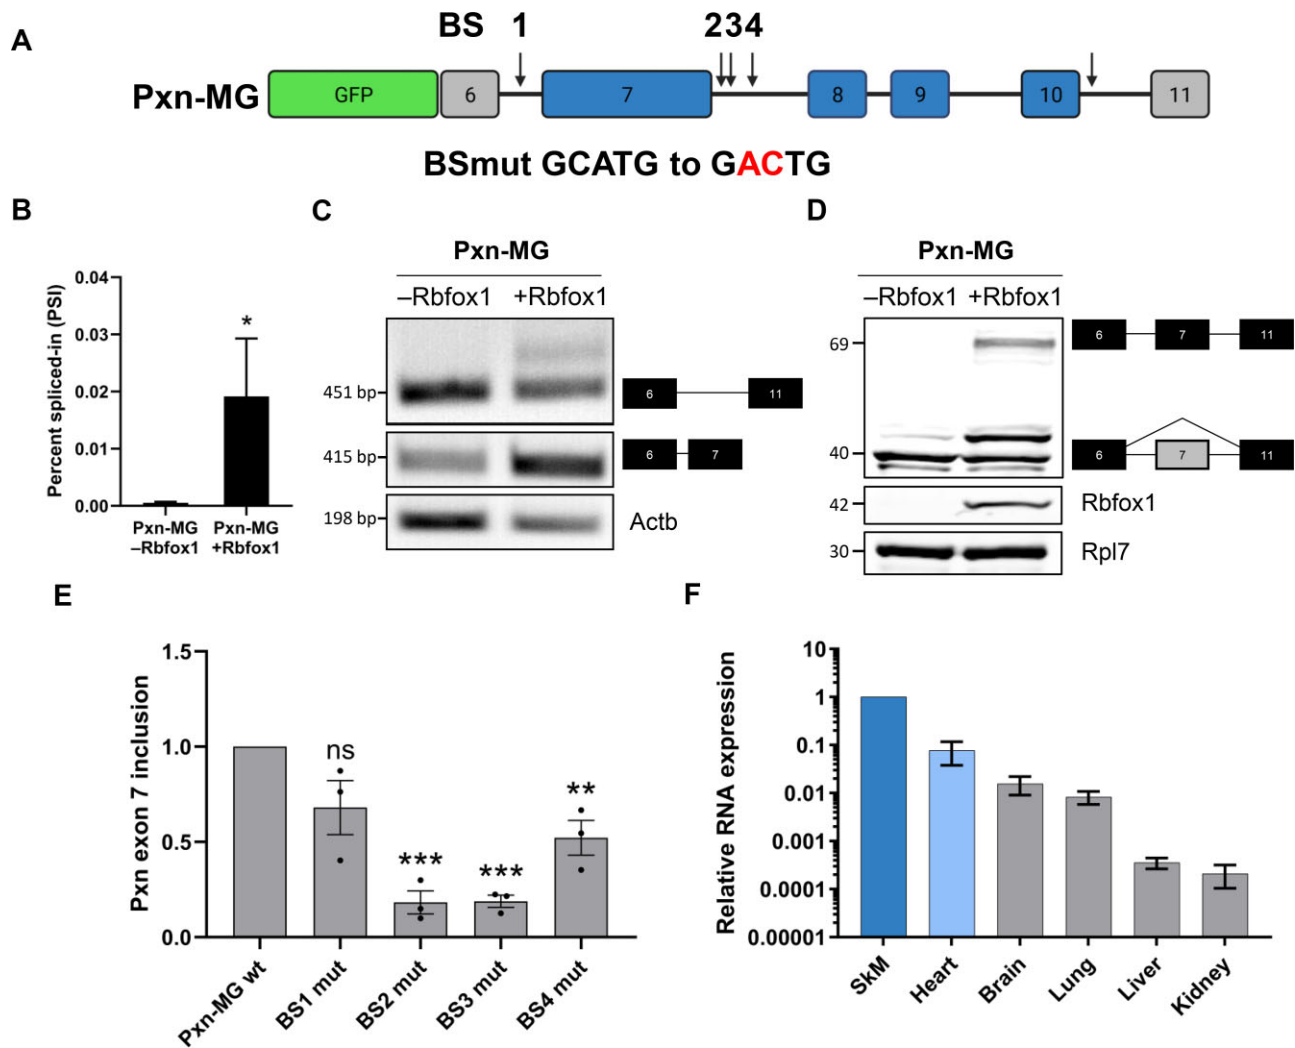 A
BS 1 234
Pxn-MG GFP 6 7 8 9 10 11
BSmut GCATG to GACTG
B
Percent spliced-in (PSI)
0.04
0.03
0.02
0.01
0.00
*
Pxn-MG
–Rbfox1
Pxn-MG
+Rbfox1
C
Pxn-MG
–Rbfox1 +Rbfox1
451 bp
6 11
415 bp
6 7
198 bp
Actb
D
Pxn-MG
–Rbfox1 +Rbfox1
69
6 7 11
40
6 7 11
42
Rbfox1
30
Rpl7
E
Pxn exon 7 inclusion
1.5
1.0
0.5
0.0
ns
***
***
**
Pxn-MG wt
BS1 mut
BS2 mut
BS3 mut
BS4 mut
F
Relative RNA expression
10
1
0.1
0.01
0.001
0.0001
0.00001
SkM
Heart
Brain
Lung
Liver
Kidney